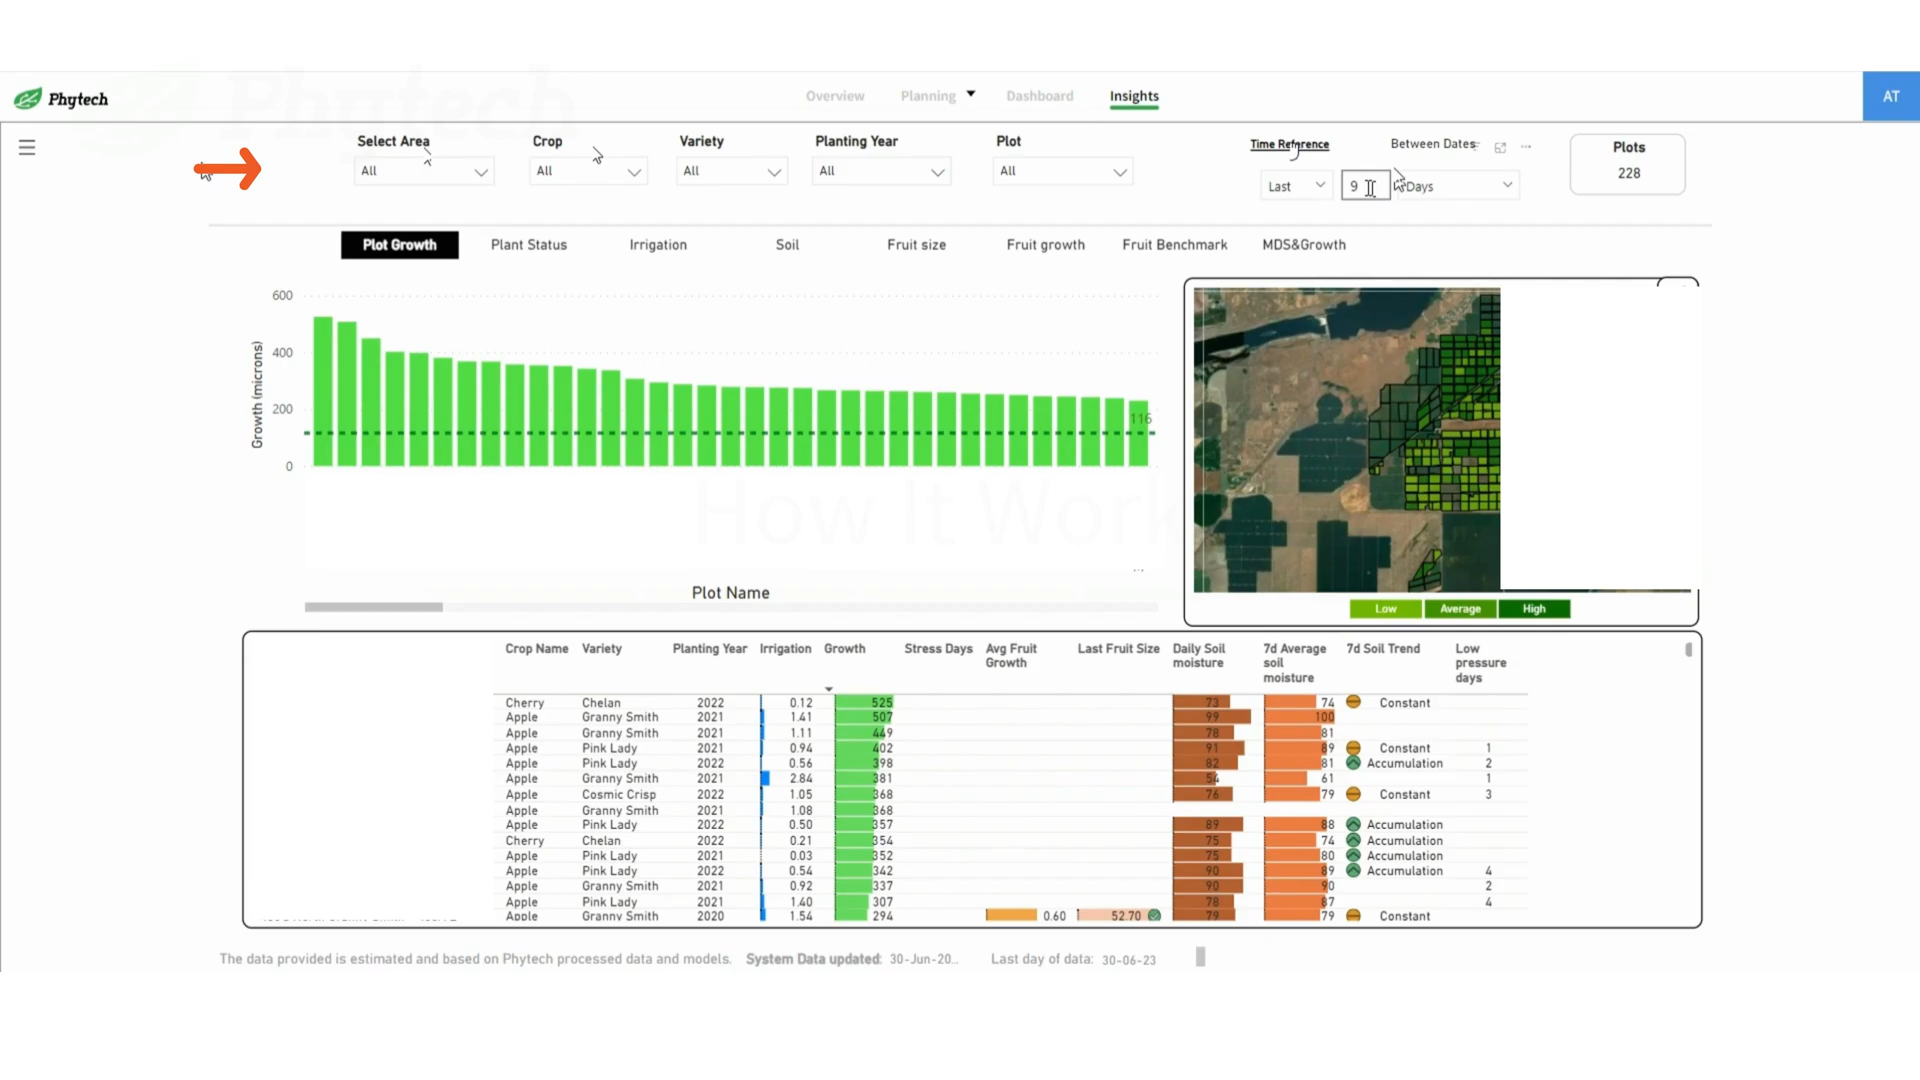 Phytech
Overview Planning Dashboard Insights AT
Select Area Crop Variety Planting Year Plot Time Reference Between Dates Plots
All All All All All Last 9 Days 228
Plot Growth Plant Status Irrigation Soil Fruit size Fruit growth Fruit Benchmark MDS&Growth
600
400
200
0
Growth (microns)
116
How It Work
Plot Name
Low Average High
Crop Name Variety Planting Year Irrigation Growth Stress Days Avg Fruit Growth Last Fruit Size Daily Soil moisture 7d Average soil moisture 7d Soil Trend Low pressure days
Cherry Chelan 2022 0.12 525 73 74 Constant
Apple Granny Smith 2021 1.41 507 99 100
Apple Granny Smith 2021 1.11 449 78 81
Apple Pink Lady 2021 0.94 402 91 89 Constant 1
Apple Pink Lady 2022 0.56 398 82 81 Accumulation 2
Apple Granny Smith 2021 2.84 381 54 61 1
Apple Cosmic Crisp 2022 1.05 368 76 79 Constant 3
Apple Granny Smith 2021 1.08 368
Apple Pink Lady 2022 0.50 357 89 88 Accumulation
Cherry Chelan 2022 0.21 354 75 74 Accumulation
Apple Pink Lady 2021 0.03 352 75 80 Accumulation
Apple Pink Lady 2022 0.54 342 90 89 Accumulation 4
Apple Granny Smith 2021 0.92 337 90 90 2
Apple Pink Lady 2021 1.40 307 78 87 4
Apple Granny Smith 2020 1.54 294 0.60 52.70 79 79 Constant
The data provided is estimated and based on Phytech processed data and models. System Data updated: 30-Jun-20... Last day of data: 30-06-23